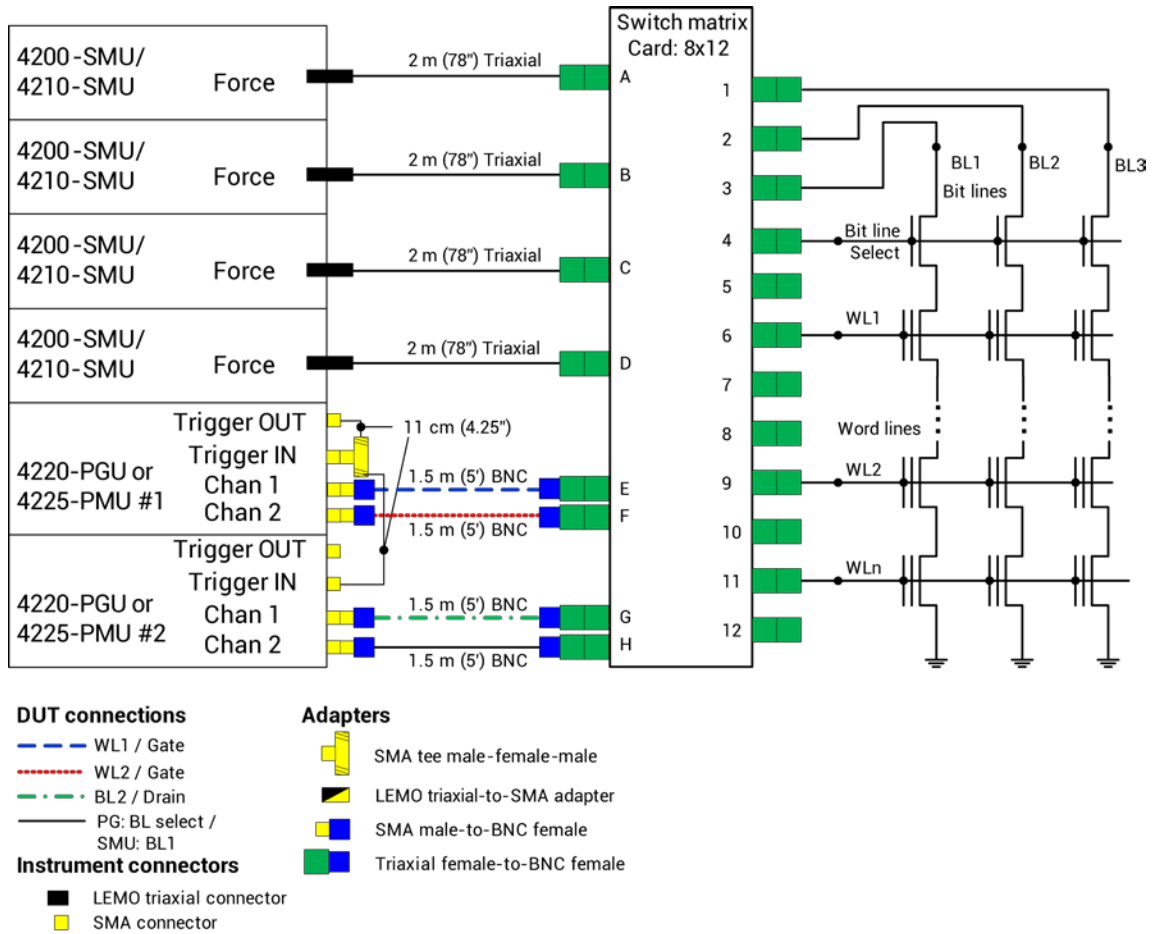 Switch matrix
Card: 8x12
4200-SMU/
4210-SMU
Force
2 m (78") Triaxial
A
4200-SMU/
4210-SMU
Force
2 m (78") Triaxial
B
4200-SMU/
4210-SMU
Force
2 m (78") Triaxial
C
4200-SMU/
4210-SMU
Force
2 m (78") Triaxial
D
4220-PGU or
4225-PMU #1
Trigger OUT
Trigger IN
Chan 1
Chan 2
11 cm (4.25")
1.5 m (5') BNC
E
F
1.5 m (5') BNC
4220-PGU or
4225-PMU #2
Trigger OUT
Trigger IN
Chan 1
Chan 2
1.5 m (5') BNC
G
H
1.5 m (5') BNC
1
2
3
4
5
6
7
8
9
10
11
12
BL1
BL2
BL3
Bit lines
Bit line
Select
WL1
Word lines
WL2
WLn
DUT connections
WL1 / Gate
WL2 / Gate
BL2 / Drain
PG: BL select /
SMU: BL1
Instrument connectors
LEMO triaxial connector
SMA connector
Adapters
SMA tee male-female-male
LEMO triaxial-to-SMA adapter
SMA male-to-BNC female
Triaxial female-to-BNC female